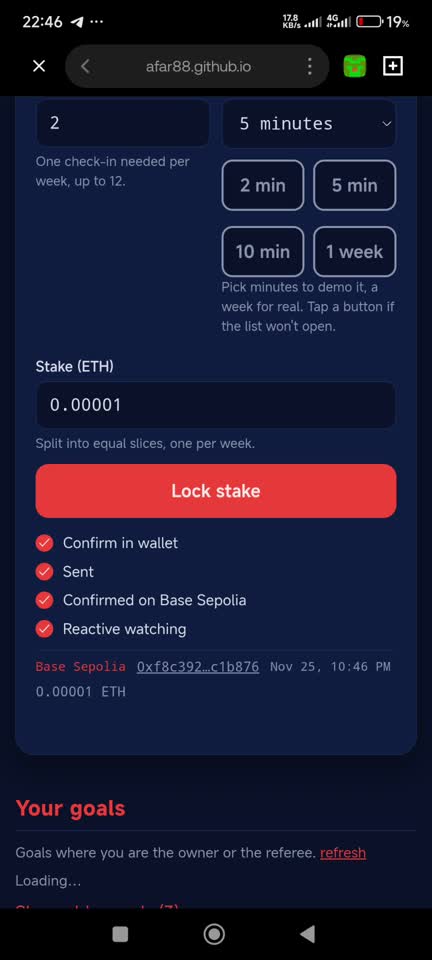 22:46
17.8 KB/s 4G 19%
afar88.github.io
2
5 minutes
One check-in needed per
week, up to 12.
2 min
5 min
10 min
1 week
Pick minutes to demo it, a
week for real. Tap a button if
the list won't open.
Stake (ETH)
0.00001
Split into equal slices, one per week.
Lock stake
Confirm in wallet
Sent
Confirmed on Base Sepolia
Reactive watching
Base Sepolia 0xf8c392…c1b876 Nov 25, 10:46 PM
0.00001 ETH
Your goals
Goals where you are the owner or the referee. refresh
Loading…